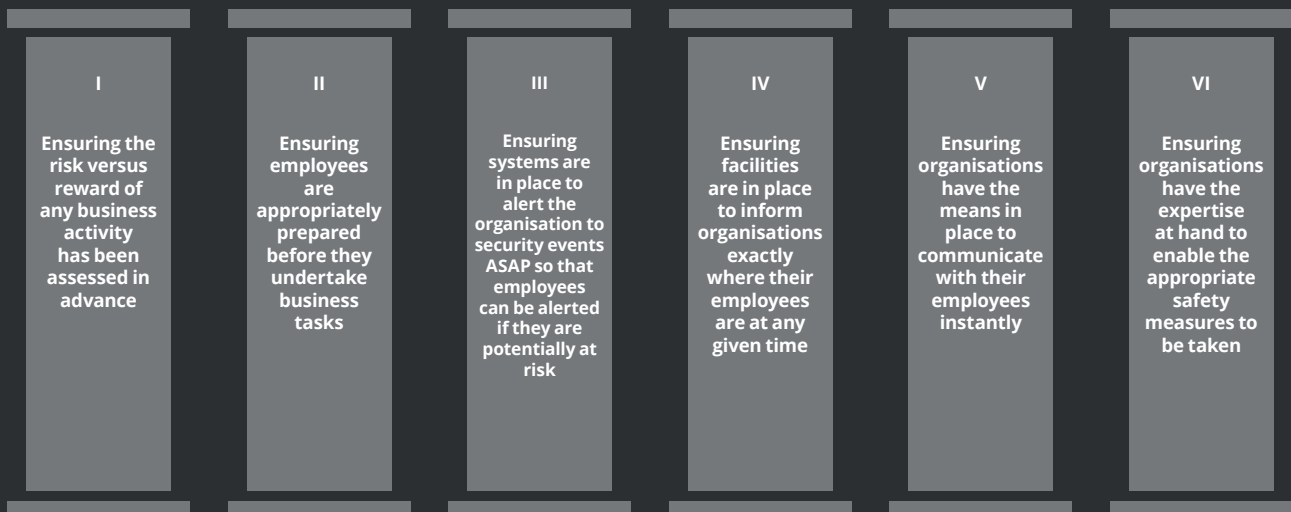 I
Ensuring the
risk versus
reward of
any business
activity
has been
assessed in
advance
II
Ensuring
employees
are
appropriately
prepared
before they
undertake
business
tasks
III
Ensuring
systems are
in place to
alert the
organisation to
security events
ASAP so that
employees
can be alerted
if they are
potentially at
risk
IV
Ensuring
facilities
are in place
to inform
organisations
exactly
where their
employees
are at any
given time
V
Ensuring
organisations
have the
means in
place to
communicate
with their
employees
instantly
VI
Ensuring
organisations
have the
expertise
at hand to
enable the
appropriate
safety
measures to
be taken